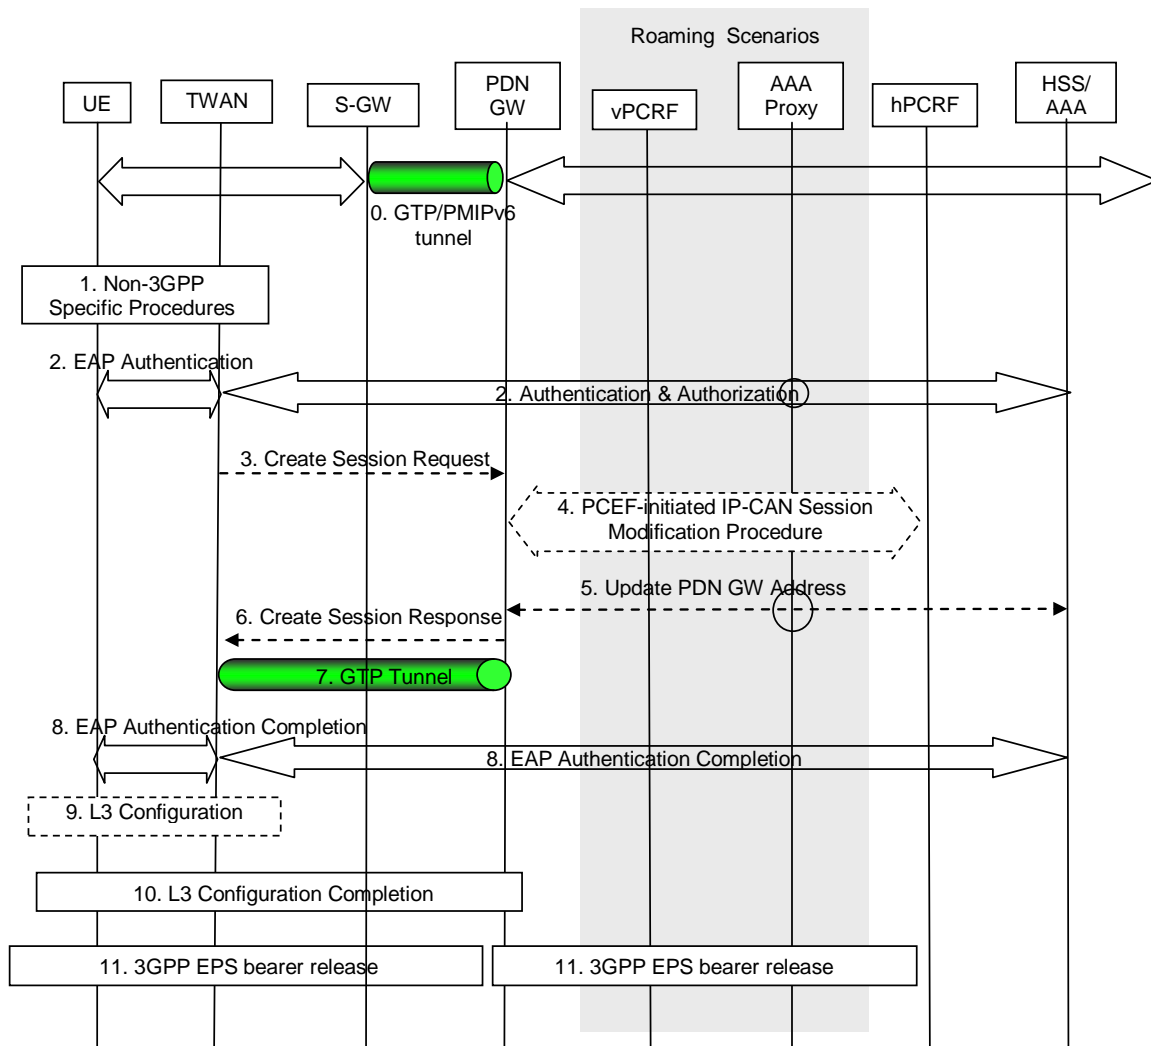 Roaming Scenarios
UE
TWAN
S-GW
PDN
GW
vPCRF
AAA
Proxy
hPCRF
HSS/
AAA
0. GTP/PMIPv6
tunnel
1. Non-3GPP
Specific Procedures
2. EAP Authentication
2. Authentication & Authorization
3. Create Session Request
4. PCEF-initiated IP-CAN Session
Modification Procedure
5. Update PDN GW Address
6. Create Session Response
7. GTP Tunnel
8. EAP Authentication Completion
8. EAP Authentication Completion
9. L3 Configuration
10. L3 Configuration Completion
11. 3GPP EPS bearer release
11. 3GPP EPS bearer release